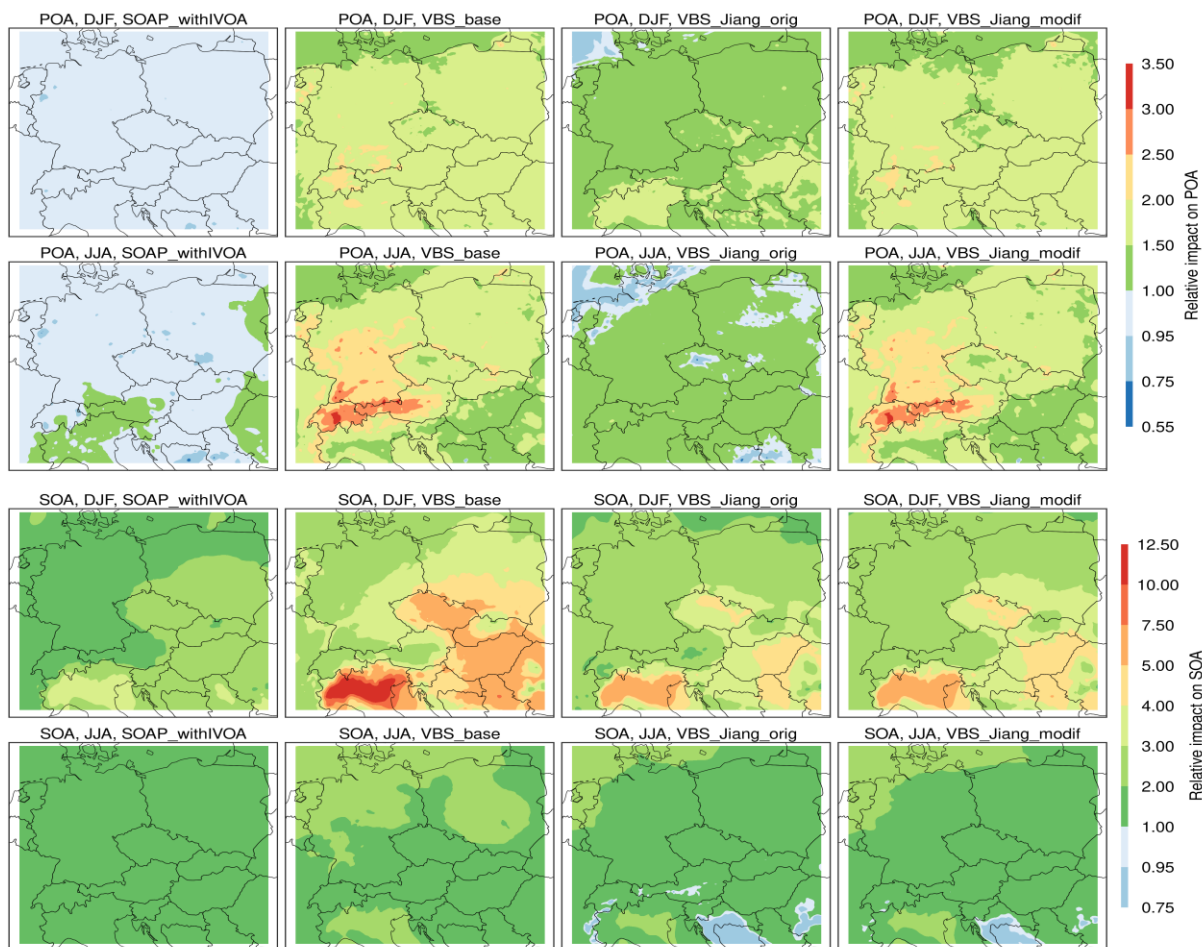 POA, DJF, SOAP_withIVOA
POA, DJF, VBS_base
POA, DJF, VBS_Jiang_orig
POA, DJF, VBS_Jiang_modif
POA, JJA, SOAP_withIVOA
POA, JJA, VBS_base
POA, JJA, VBS_Jiang_orig
POA, JJA, VBS_Jiang_modif
3.50
3.00
2.50
2.00
1.50
1.00
0.95
0.75
0.55
Relative impact on POA
SOA, DJF, SOAP_withIVOA
SOA, DJF, VBS_base
SOA, DJF, VBS_Jiang_orig
SOA, DJF, VBS_Jiang_modif
SOA, JJA, SOAP_withIVOA
SOA, JJA, VBS_base
SOA, JJA, VBS_Jiang_orig
SOA, JJA, VBS_Jiang_modif
12.50
10.00
7.50
5.00
4.00
3.00
2.00
1.00
0.95
0.75
Relative impact on SOA